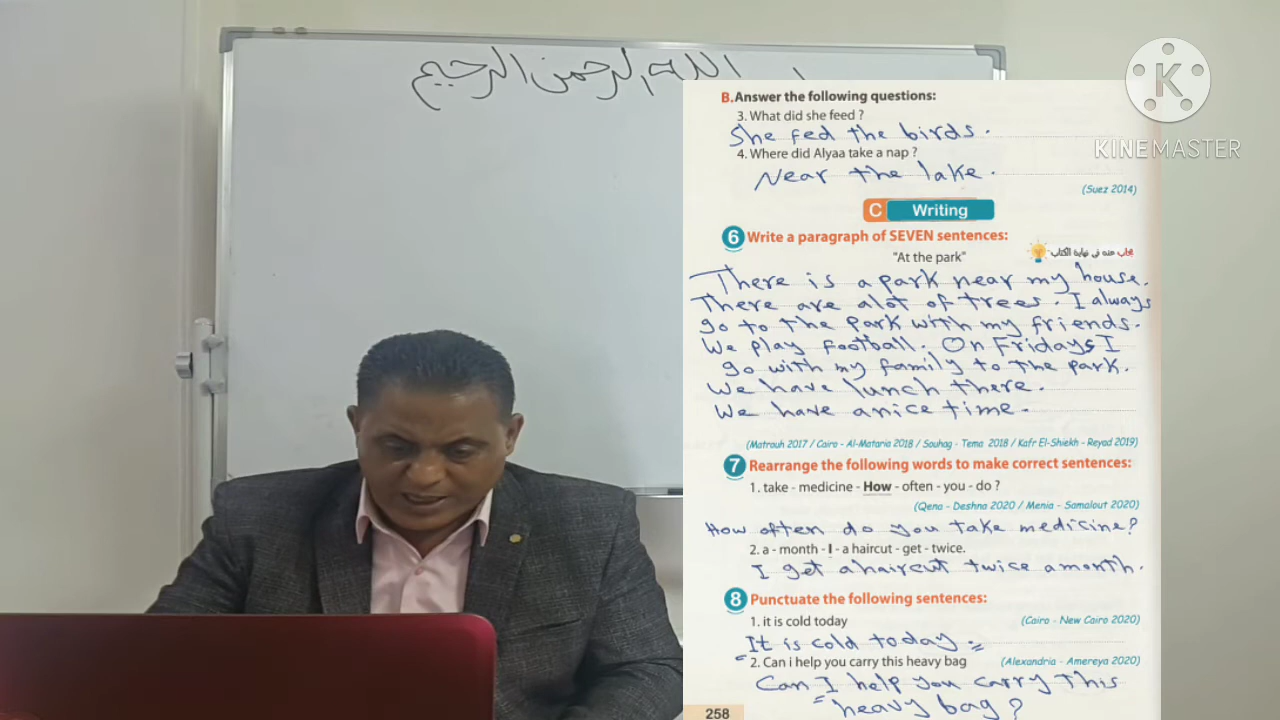 الله الرحمن الرحيم
K
KINEMASTER
B. Answer the following questions:
3. What did she feed ?
She fed the birds.
4. Where did Alyaa take a nap ?
Near the lake.
(Suez 2014)
C Writing
6 Write a paragraph of SEVEN sentences:
"At the park"
مجاب عنه في نهاية الكتاب
There is a park near my house.
There are alot of trees. I always
go to the park with my friends.
We play football. On Fridays I
go with my family to the park.
We have lunch there.
We have a nice time.
(Matrouh 2017 / Cairo - Al-Mataria 2018 / Souhag - Tema 2018 / Kafr El-Shiekh - Reyad 2019)
7 Rearrange the following words to make correct sentences:
1. take - medicine - How - often - you - do ?
(Qena - Deshna 2020 / Menia - Samalout 2020)
How often do you take medicine?
2. a - month - I - a haircut - get - twice.
I get a haircut twice a month.
8 Punctuate the following sentences:
1. it is cold today
(Cairo - New Cairo 2020)
It is cold today.
2. Can i help you carry this heavy bag
(Alexandria - Amereya 2020)
Can I help you carry this
heavy bag?
258